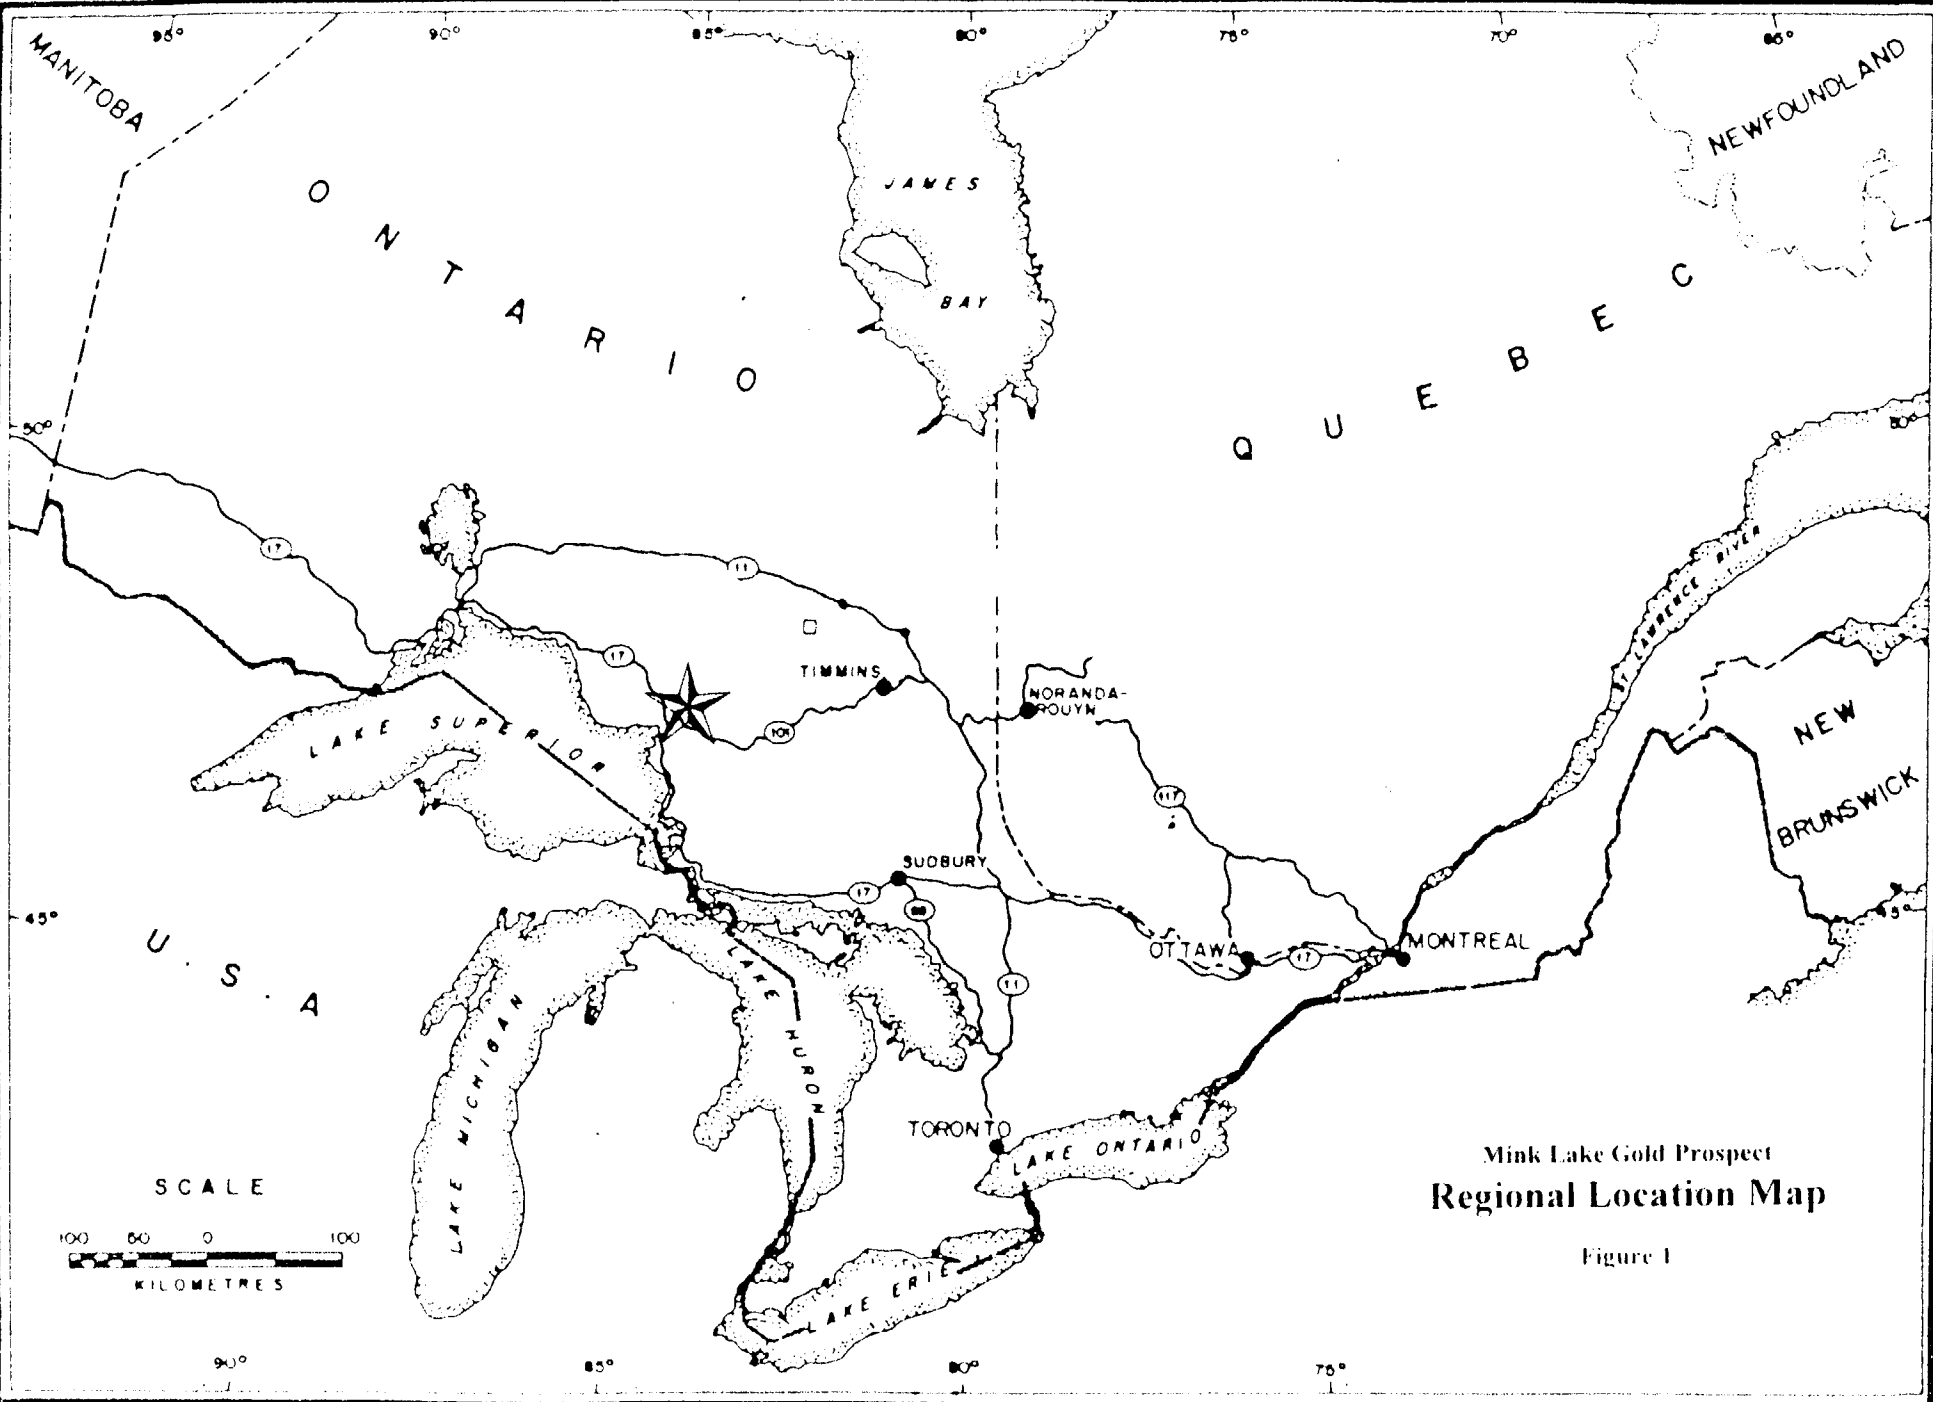 95° 90° 85° 80° 75° 70° 65°
MANITOBA
NEWFOUNDLAND
ONTARIO
JAMES
BAY
QUEBEC
50° 50°
17
11
ST LAWRENCE RIVER
17
TIMMINS
NORANDA-
ROUYN
101
LAKE SUPERIOR
NEW
BRUNSWICK
117
SUDBURY
17
45° 45°
U.S.A
OTTAWA
17
MONTREAL
11
LAKE HURON
LAKE MICHIGAN
TORONTO
LAKE ONTARIO
LAKE ERIE
SCALE
100 50 0 100
KILOMETRES
Mink Lake Gold Prospect
Regional Location Map
Figure 1
90° 85° 80° 75°